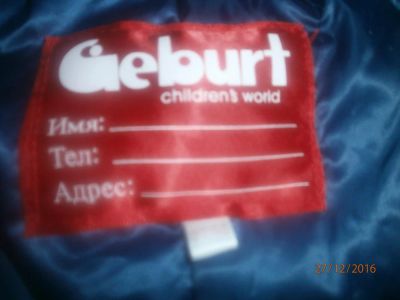 Geburt
children's world
Имя:
Тел:
Адрес:
27/12/2016